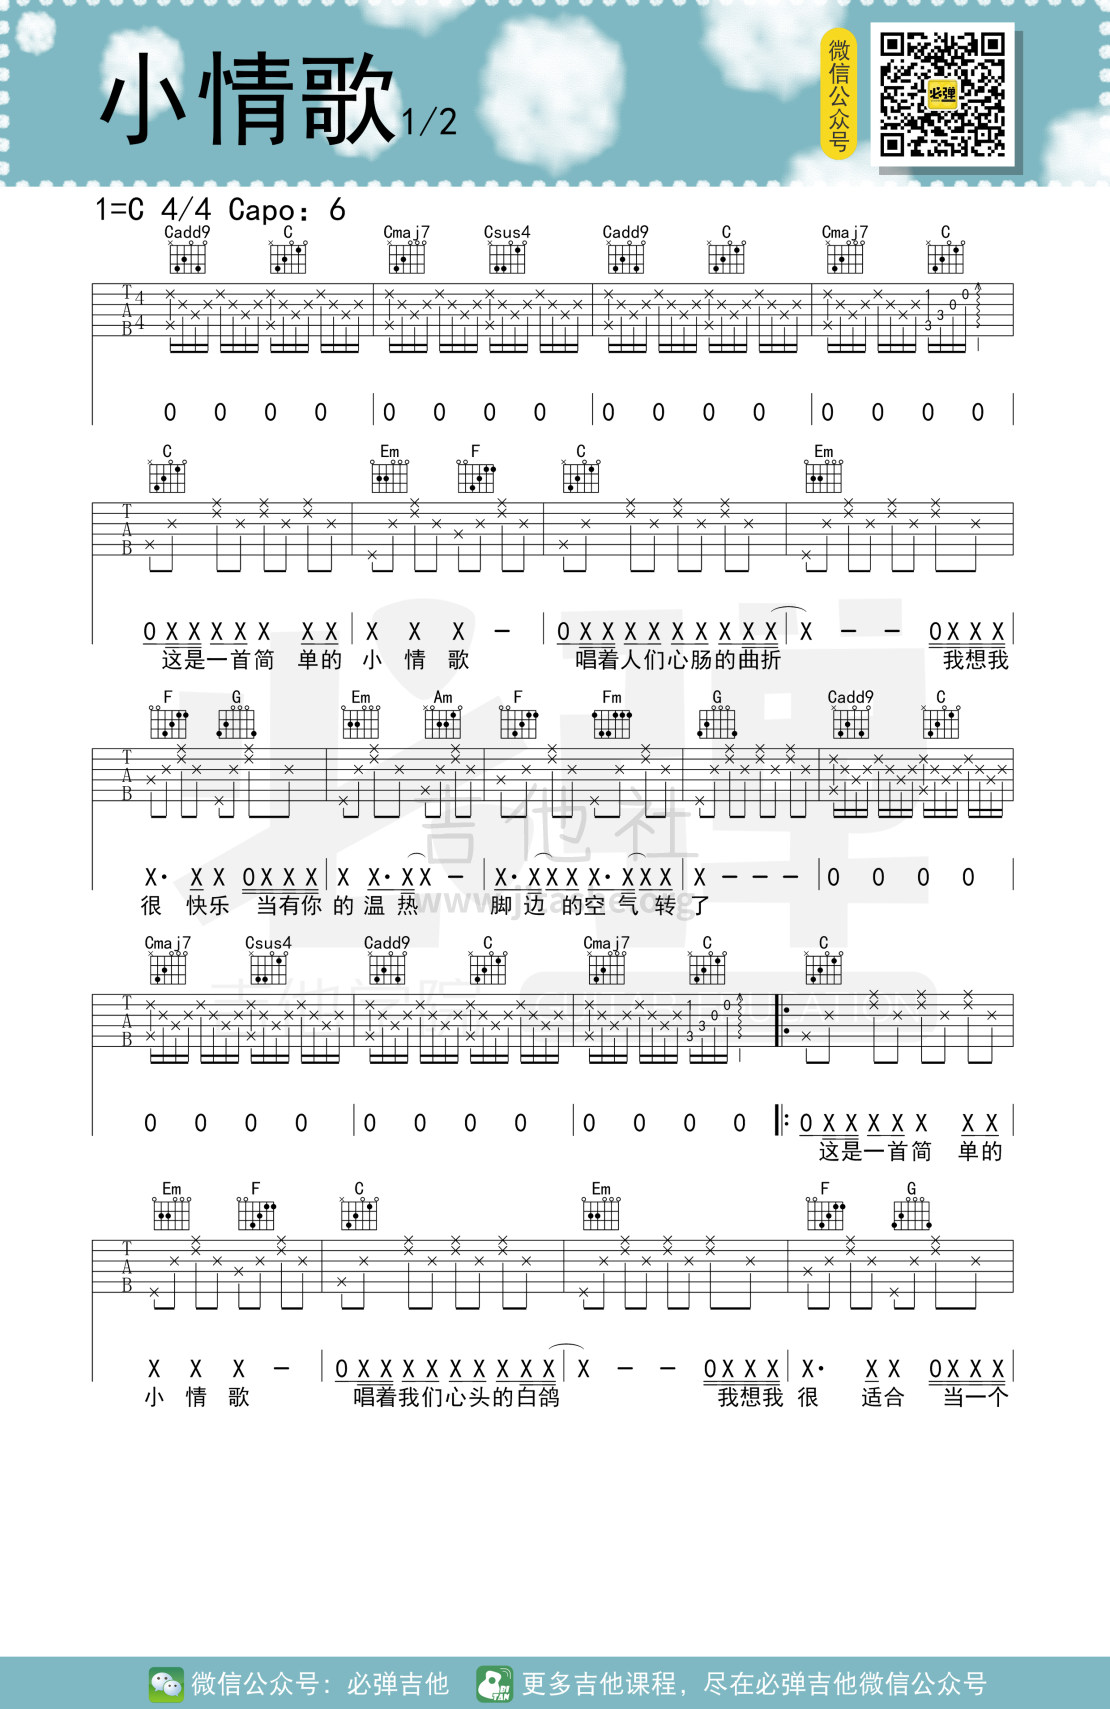 小情歌1/2
微信公众号
必弹
1=C 4/4 Capo: 6
Cadd9 C Cmaj7 Csus4 Cadd9 C Cmaj7 C
T A B 4 4 3 1 3 0 0
0 0 0 0 0 0 0 0 0 0 0 0 0 0 0 0
C Em F C Em
T A B
0 X X X X X X X X X X — 0 X X X X X X X X X X — — 0 X X X
这是一首简 单的 小 情 歌 唱着人们心肠的曲折 我想我
F G Em Am F Fm G Cadd9 C
T A B
X· X X 0 X X X X X· X X — X· X X X X· X X X X — — — 0 0 0 0
很 快乐 当有你 的 温 热 脚 边 的空 气 转 了
吉他社
www.jitashe.org
Cmaj7 Csus4 Cadd9 C Cmaj7 C C
T A B 3 1 3 0 0
吉他学院
0 0 0 0 0 0 0 0 0 0 0 0 0 X X X X X X X
这是一首简 单的
Em F C Em F G
T A B
X X X — 0 X X X X X X X X X X — — 0 X X X X· X X 0 X X X
小 情 歌 唱着我们心头的白鸽 我想我 很 适合 当一个
微信公众号: 必弹吉他 更多吉他课程, 尽在必弹吉他微信公众号